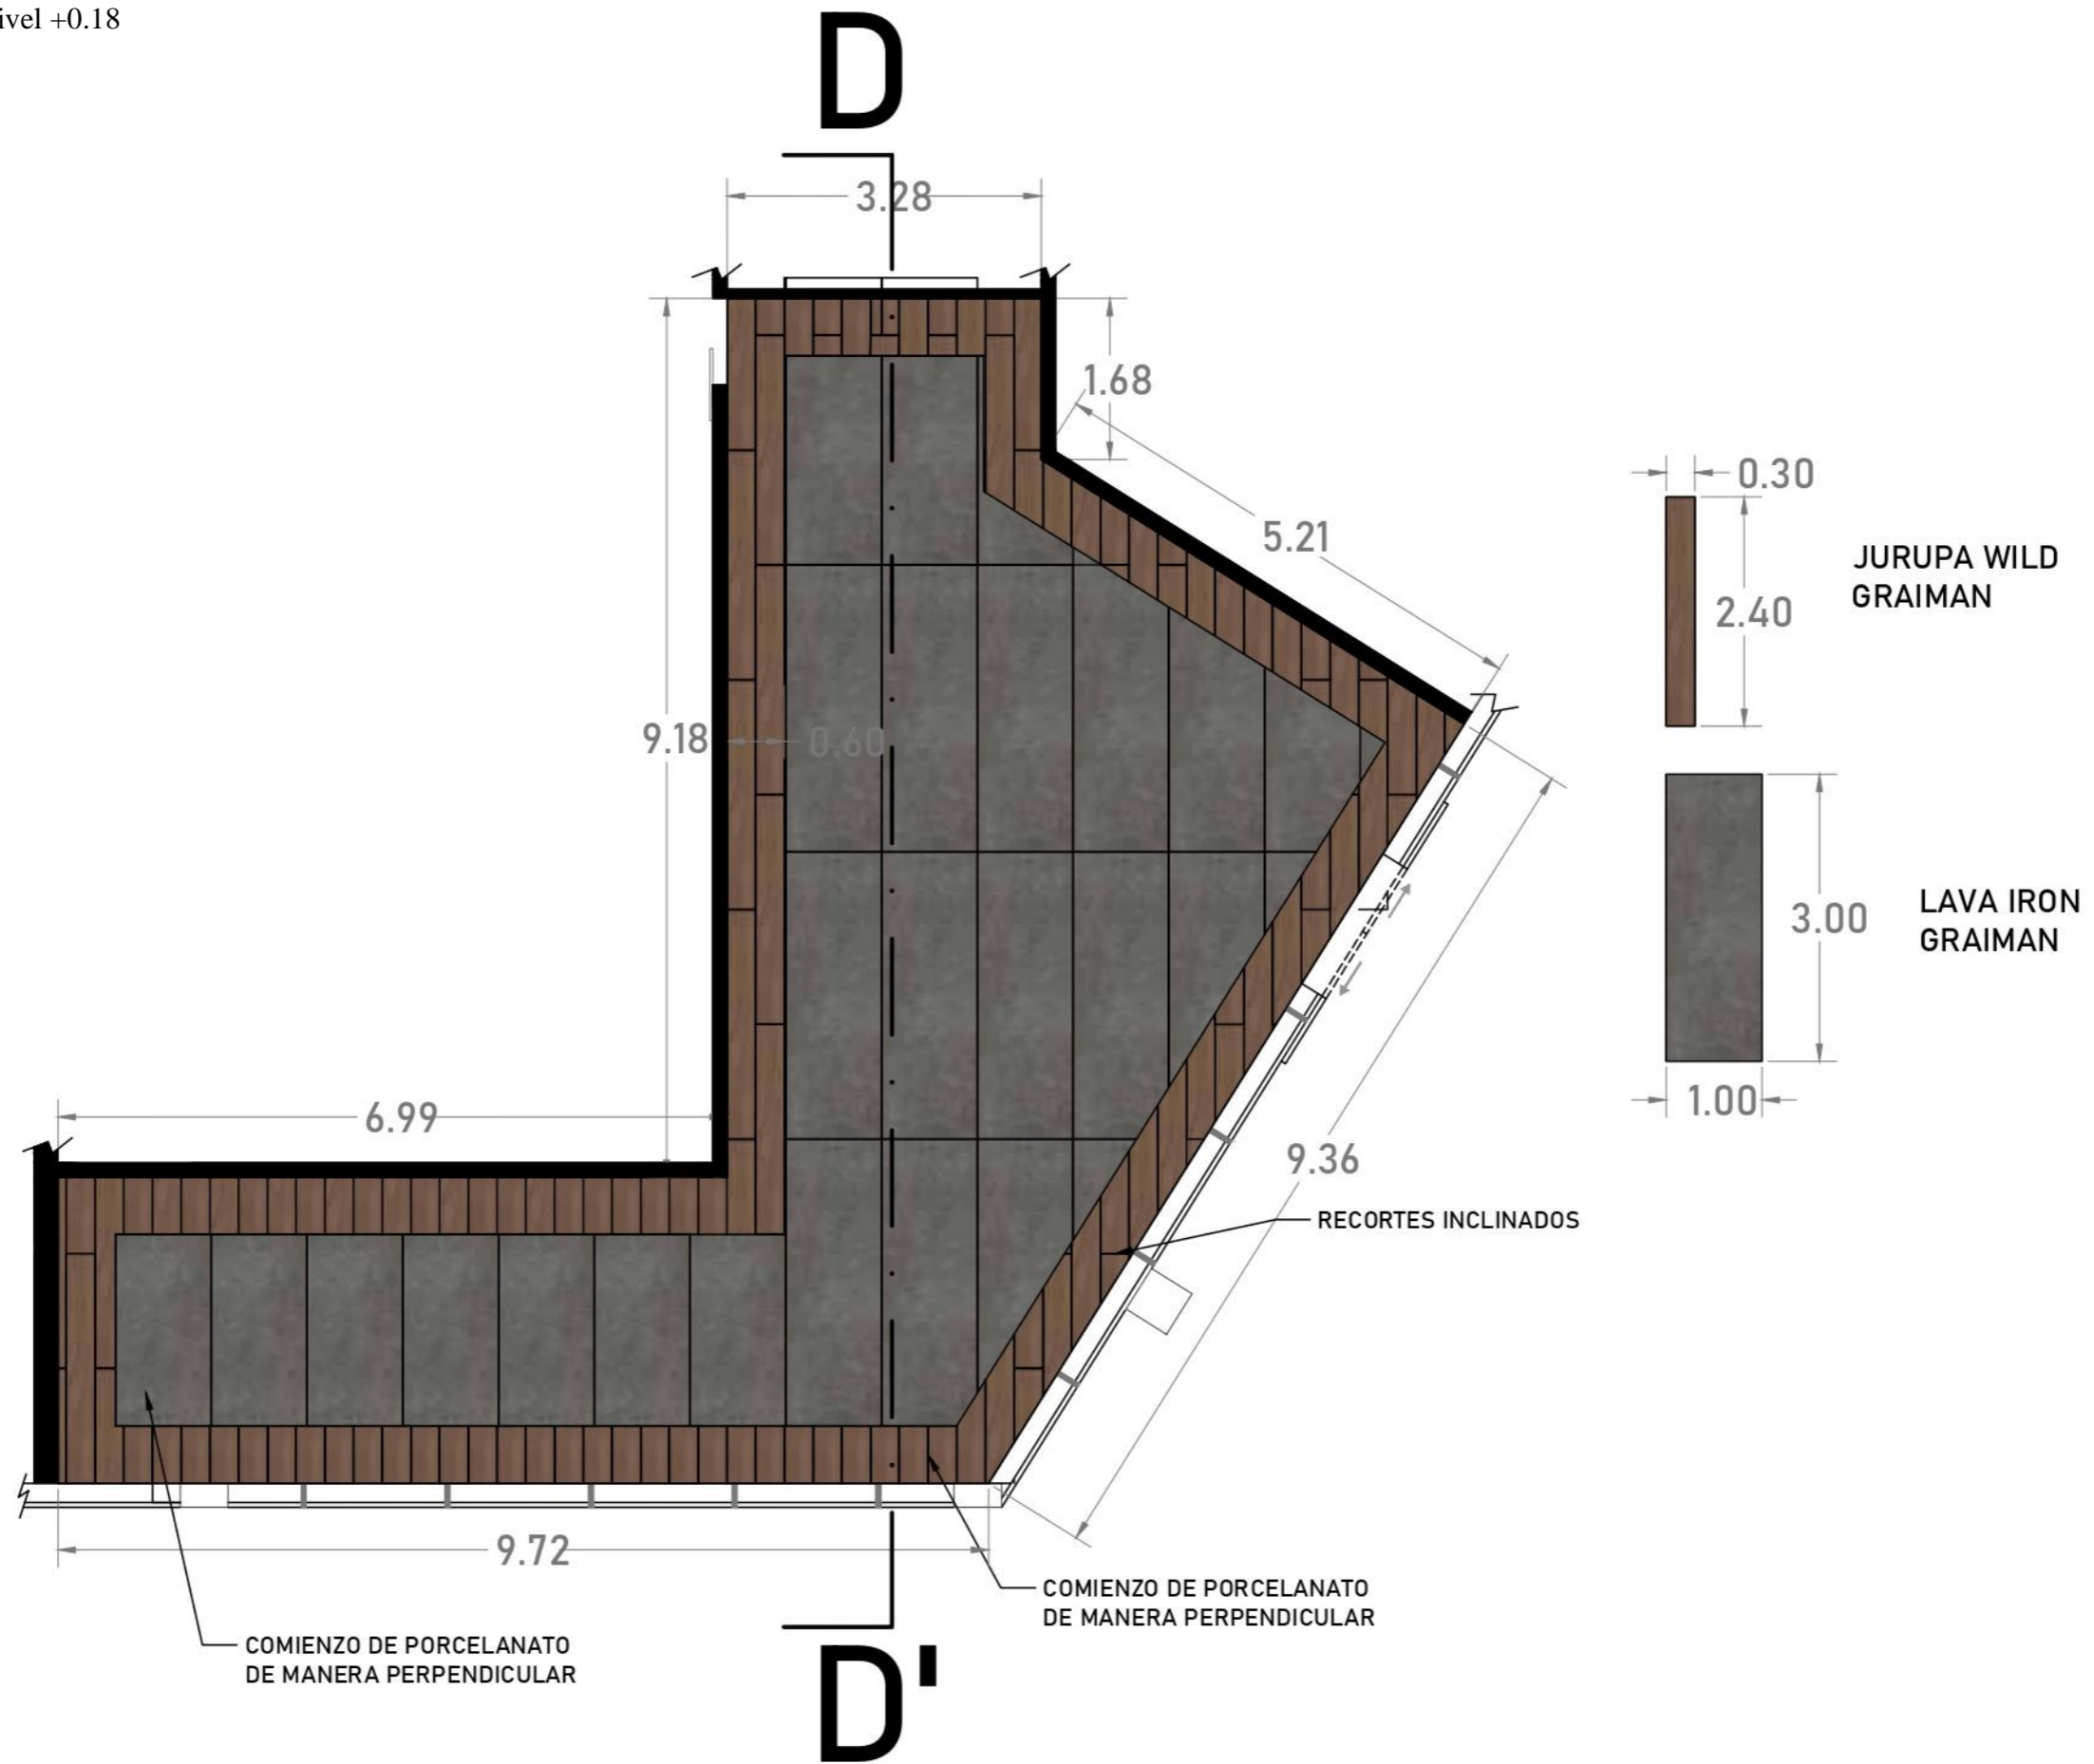 ivel +0.18
D
3.28
1.68
5.21
0.30
JURUPA WILD
GRAIMAN
2.40
9.18
0.60
LAVA IRON
GRAIMAN
3.00
1.00
6.99
9.36
RECORTES INCLINADOS
9.72
COMIENZO DE PORCELANATO
DE MANERA PERPENDICULAR
COMIENZO DE PORCELANATO
DE MANERA PERPENDICULAR
D'